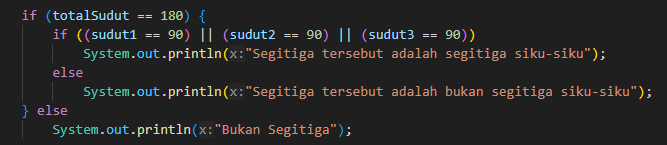 if (totalSudut == 180) {
if ((sudut1 == 90) || (sudut2 == 90) || (sudut3 == 90))
System.out.println(x:"Segitiga tersebut adalah segitiga siku-siku");
else
System.out.println(x:"Segitiga tersebut adalah bukan segitiga siku-siku");
} else
System.out.println(x:"Bukan Segitiga");